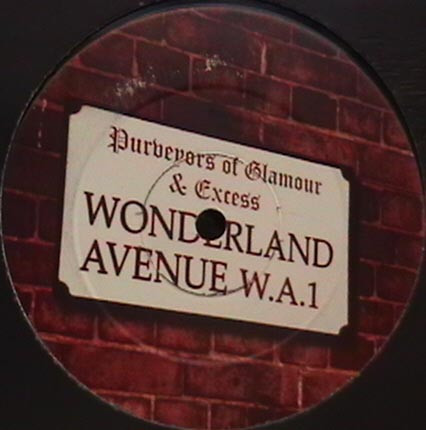 Purveyors of Glamour
& Excess
WONDERLAND
AVENUE W.A.1